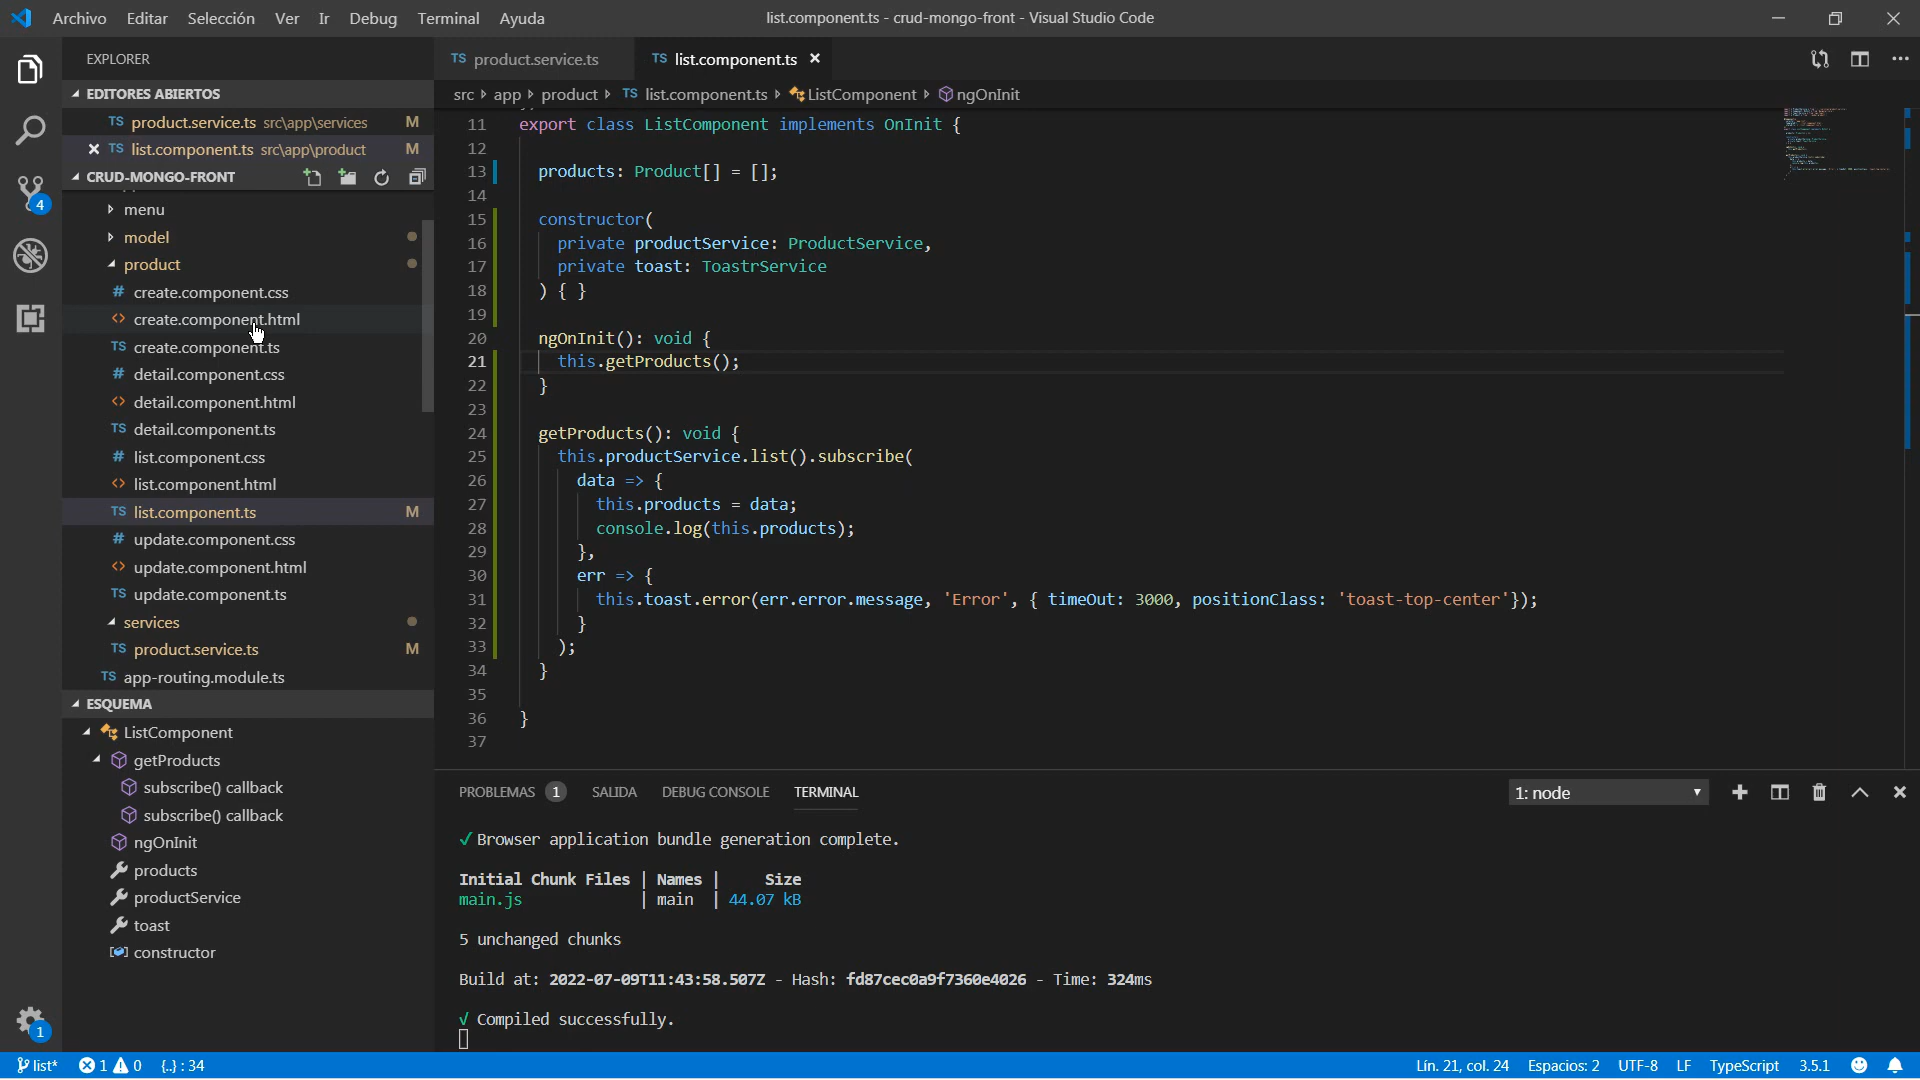 Archivo Editar Selección Ver Ir Debug Terminal Ayuda
list.component.ts - crud-mongo-front - Visual Studio Code
EXPLORER
EDITORES ABIERTOS
TS product.service.ts src\app\services M
TS list.component.ts src\app\product M
CRUD-MONGO-FRONT
menu
model
product
# create.component.css
<> create.component.html
TS create.component.ts
# detail.component.css
<> detail.component.html
TS detail.component.ts
# list.component.css
<> list.component.html
TS list.component.ts M
# update.component.css
<> update.component.html
TS update.component.ts
services
TS product.service.ts M
TS app-routing.module.ts
ESQUEMA
ListComponent
getProducts
subscribe() callback
subscribe() callback
ngOnInit
products
productService
toast
constructor
4
1
TS product.service.ts TS list.component.ts
src app product TS list.component.ts ListComponent ngOnInit
11 export class ListComponent implements OnInit {
12
13 products: Product[] = [];
14
15 constructor(
16 private productService: ProductService,
17 private toast: ToastrService
18 ) { }
19
20 ngOnInit(): void {
21 this.getProducts();
22 }
23
24 getProducts(): void {
25 this.productService.list().subscribe(
26 data => {
27 this.products = data;
28 console.log(this.products);
29 },
30 err => {
31 this.toast.error(err.error.message, 'Error', { timeOut: 3000, positionClass: 'toast-top-center'});
32 }
33 );
34 }
35
36 }
37
PROBLEMAS 1 SALIDA DEBUG CONSOLE TERMINAL 1: node
√ Browser application bundle generation complete.
Initial Chunk Files | Names | Size
main.js | main | 44.07 kB
5 unchanged chunks
Build at: 2022-07-09T11:43:58.507Z - Hash: fd87cec0a9f7360e4026 - Time: 324ms
√ Compiled successfully.
list* 1 0 {..} : 34 Lín. 21, col. 24 Espacios: 2 UTF-8 LF TypeScript 3.5.1